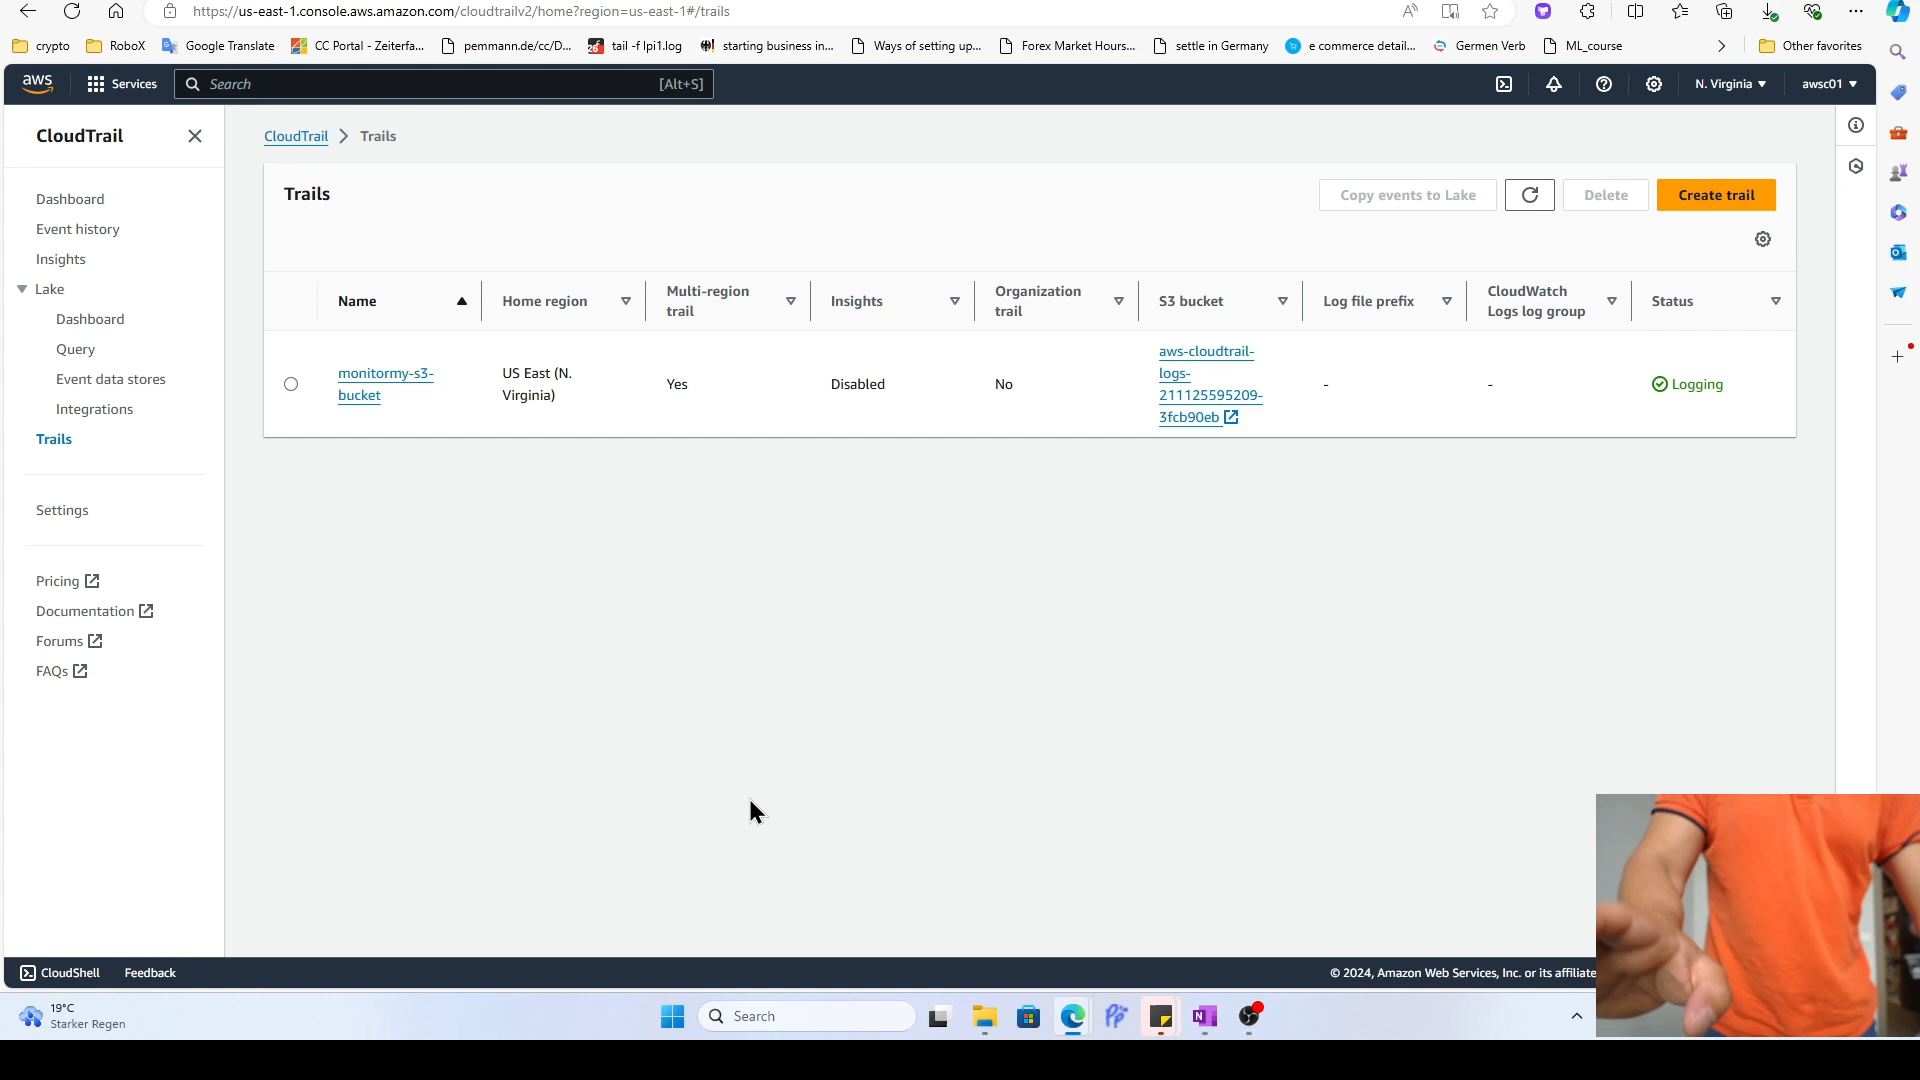 https://us-east-1.console.aws.amazon.com/cloudtrailv2/home?region=us-east-1#/trails
crypto RoboX Google Translate CC Portal - Zeiterfa... pemmann.de/cc/D... tail -f lpi1.log starting business in... Ways of setting up... Forex Market Hours... settle in Germany e commerce detail... Germen Verb ML_course Other favorites
aws Services Search [Alt+S] N. Virginia awsc01
CloudTrail
Dashboard
Event history
Insights
Lake
Dashboard
Query
Event data stores
Integrations
Trails
Settings
Pricing
Documentation
Forums
FAQs
CloudTrail Trails
Trails
Copy events to Lake Delete Create trail
Name Home region Multi-region trail Insights Organization trail S3 bucket Log file prefix CloudWatch Logs log group Status
monitormy-s3-
bucket
US East (N.
Virginia)
Yes
Disabled
No
aws-cloudtrail-
logs-
211125595209-
3fcb90eb
-
-
Logging
CloudShell Feedback © 2024, Amazon Web Services, Inc. or its affiliate
19°C
Starker Regen
Search